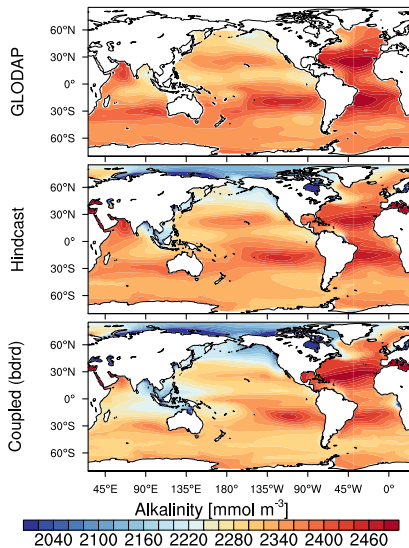 60°N
30°N
0°
30°S
60°S
GLODAP
60°N
30°N
0°
30°S
60°S
Hindcast
60°N
30°N
0°
30°S
60°S
Coupled (bdrd)
45°E 90°E 135°E 180° 135°W 90°W 45°W 0°
Alkalinity [mmol m⁻³]
2040 2100 2160 2220 2280 2340 2400 2460